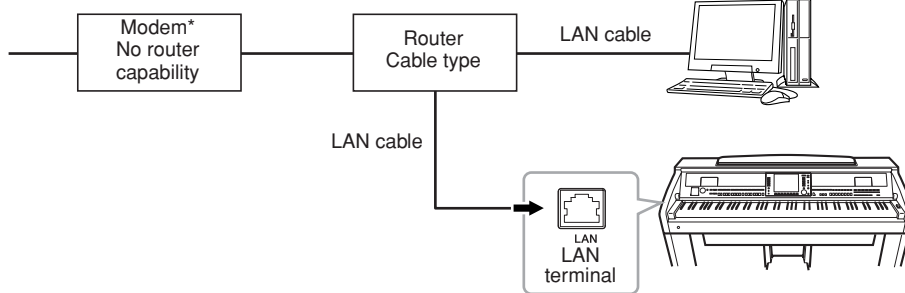 Modem*
No router
capability
Router
Cable type
LAN cable
LAN cable
LAN
LAN
terminal